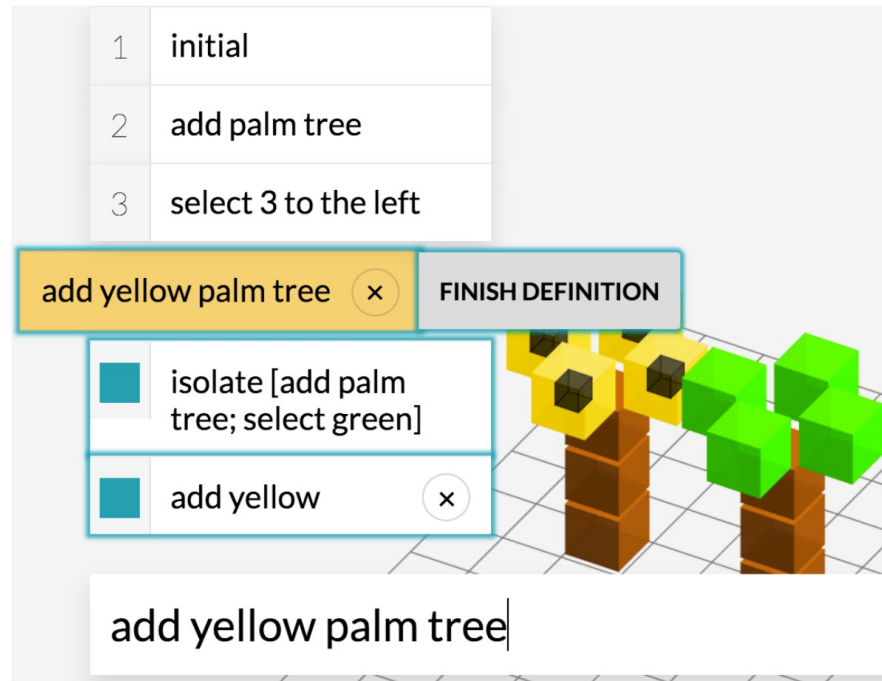 1 initial
2 add palm tree
3 select 3 to the left
add yellow palm tree × FINISH DEFINITION
isolate [add palm
tree; select green]
add yellow ×
add yellow palm tree